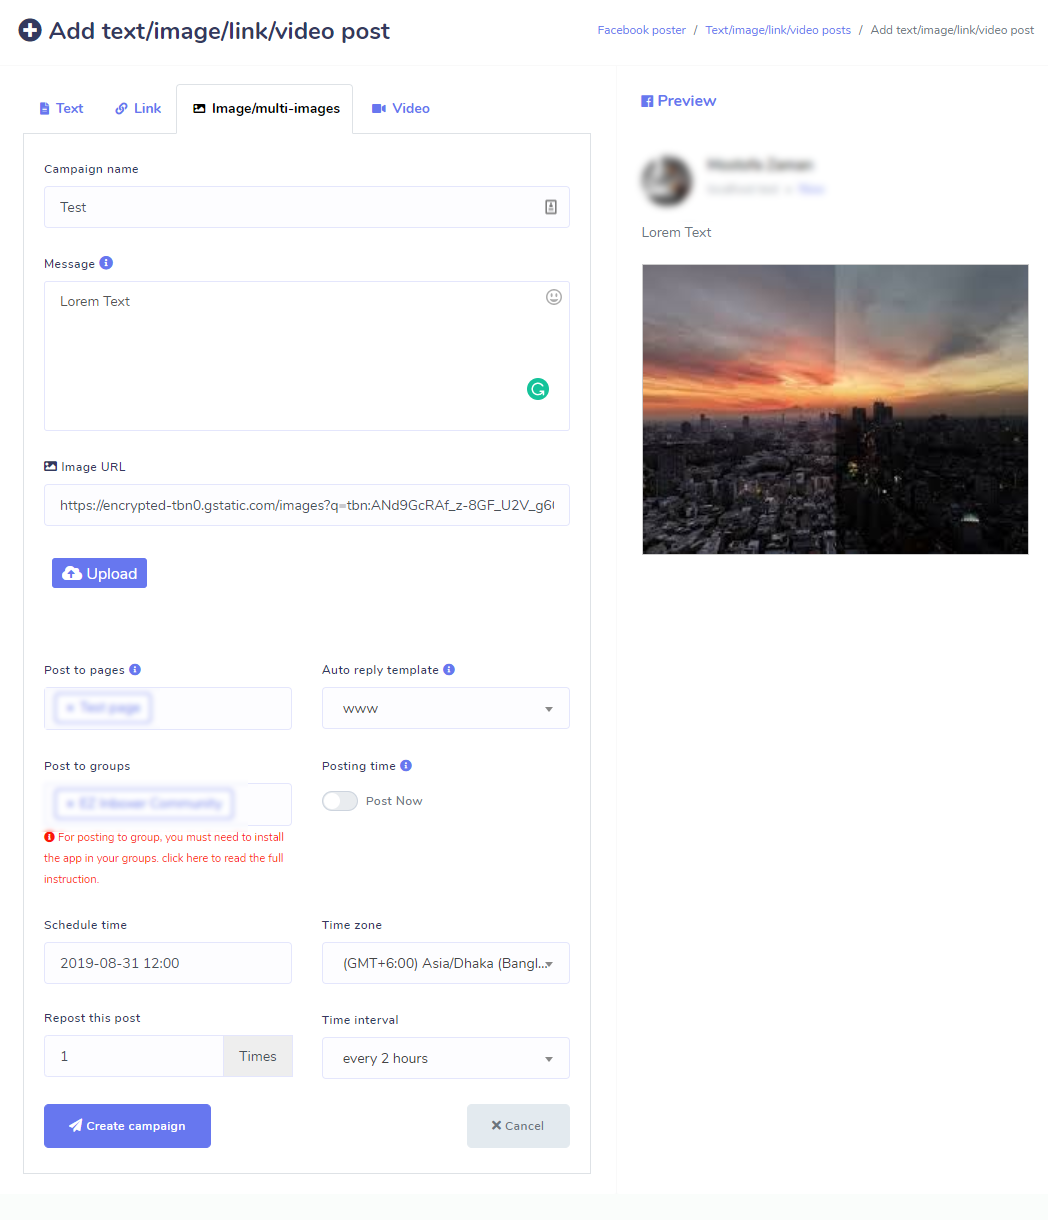 Add text/image/link/video post
Facebook poster / Text/image/link/video posts / Add text/image/link/video post
Text
Link
Image/multi-images
Video
Campaign name
Test
Message
Lorem Text
Image URL
https://encrypted-tbn0.gstatic.com/images?q=tbn:ANd9GcRAf_z-8GF_U2V_g6
Upload
Post to pages
Test page
Auto reply template
www
Post to groups
EZ Inboxer Community
Posting time
Post Now
For posting to group, you must need to install
the app in your groups. click here to read the full
instruction.
Schedule time
2019-08-31 12:00
Time zone
(GMT+6:00) Asia/Dhaka (Bangl...
Repost this post
1 Times
Time interval
every 2 hours
Create campaign
Cancel
Preview
Lorem Text